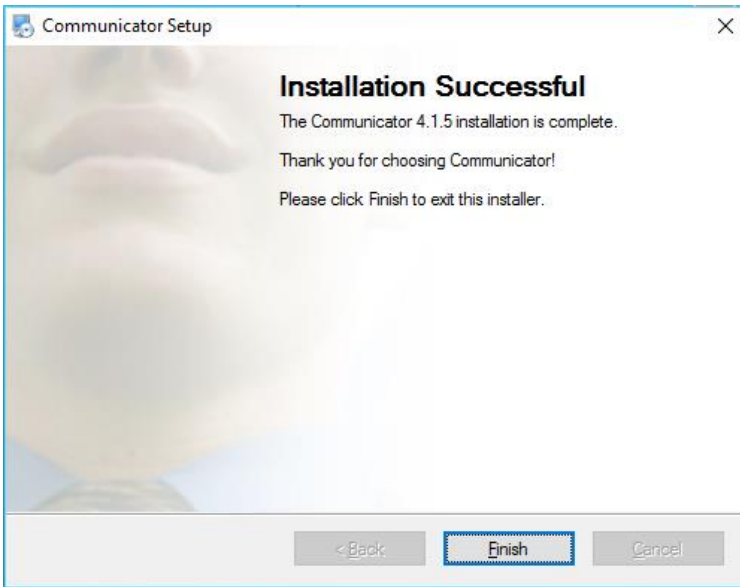 Communicator Setup
Installation Successful
The Communicator 4.1.5 installation is complete.
Thank you for choosing Communicator!
Please click Finish to exit this installer.
< Back Finish Cancel